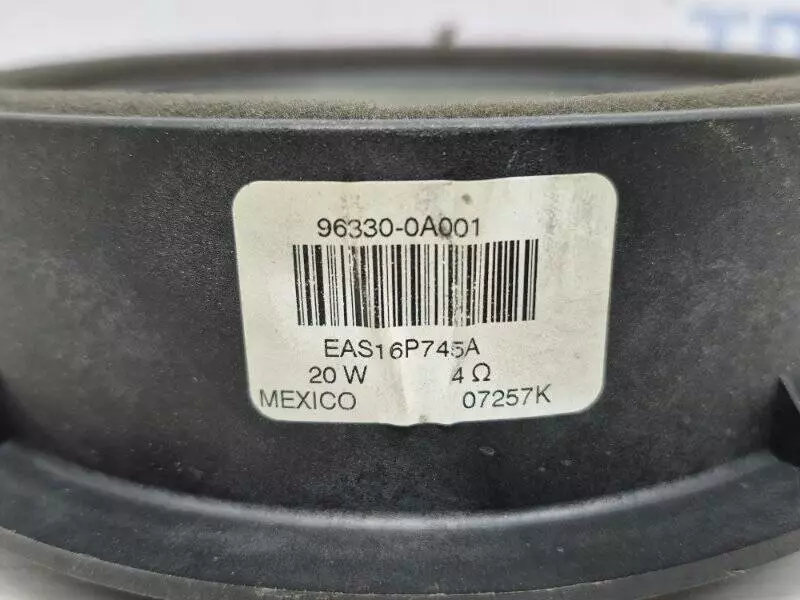 96330-0A001
EAS16P745A
20 W 4 Ω
MEXICO 07257K